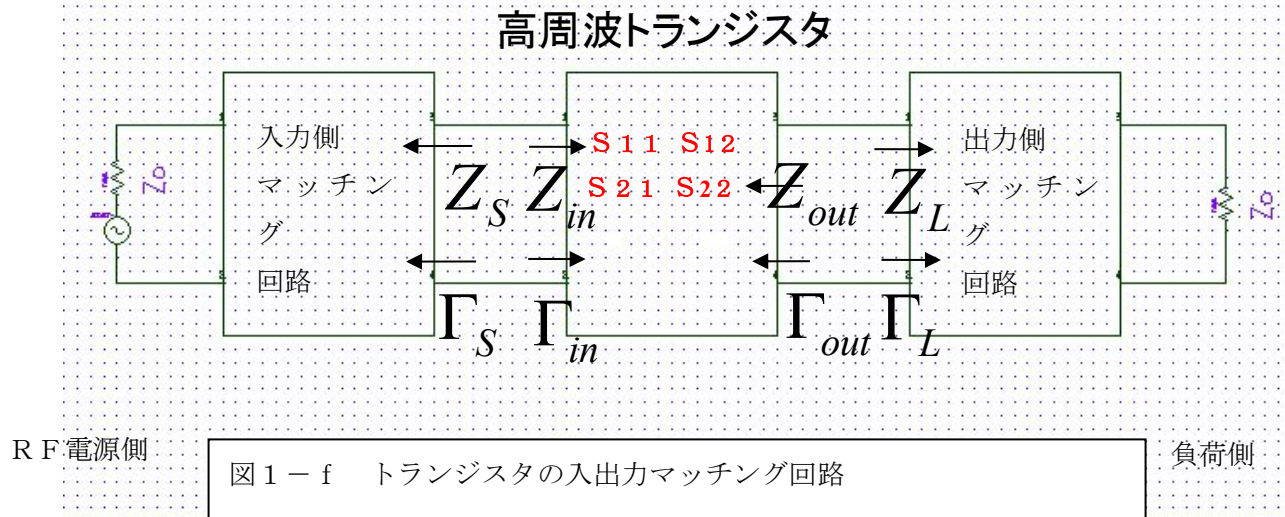 高周波トランジスタ
入力側
マッチン
グ
回路
S11 S12
S21 S22
出力側
マッチン
グ
回路
Zo
Z_S
Z_in
Z_out
Z_L
Zo
Γ_S
Γ_in
Γ_out
Γ_L
RF電源側
図1-f トランジスタの入出力マッチング回路
負荷側